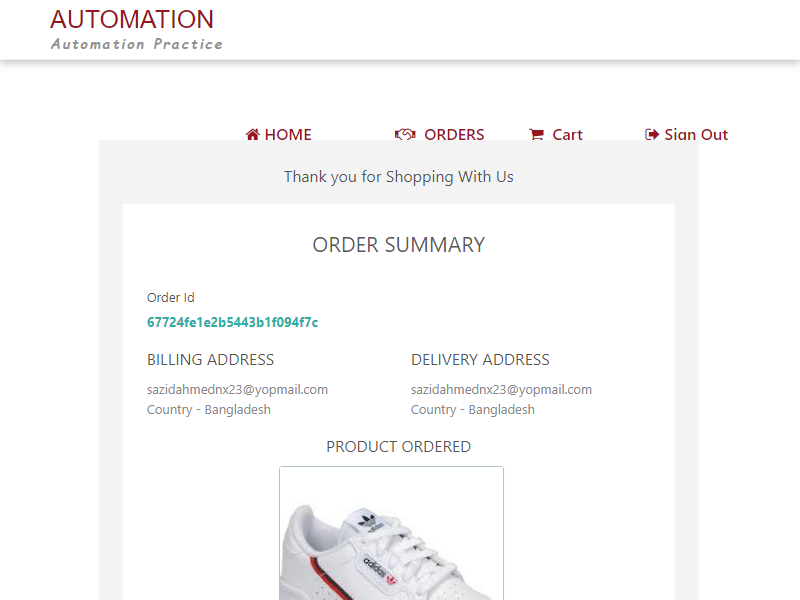 AUTOMATION
Automation Practice
HOME
ORDERS
Cart
Sign Out
Thank you for Shopping With Us
ORDER SUMMARY
Order Id
67724fe1e2b5443b1f094f7c
BILLING ADDRESS
DELIVERY ADDRESS
sazidahmednx23@yopmail.com
sazidahmednx23@yopmail.com
Country - Bangladesh
Country - Bangladesh
PRODUCT ORDERED
adidas